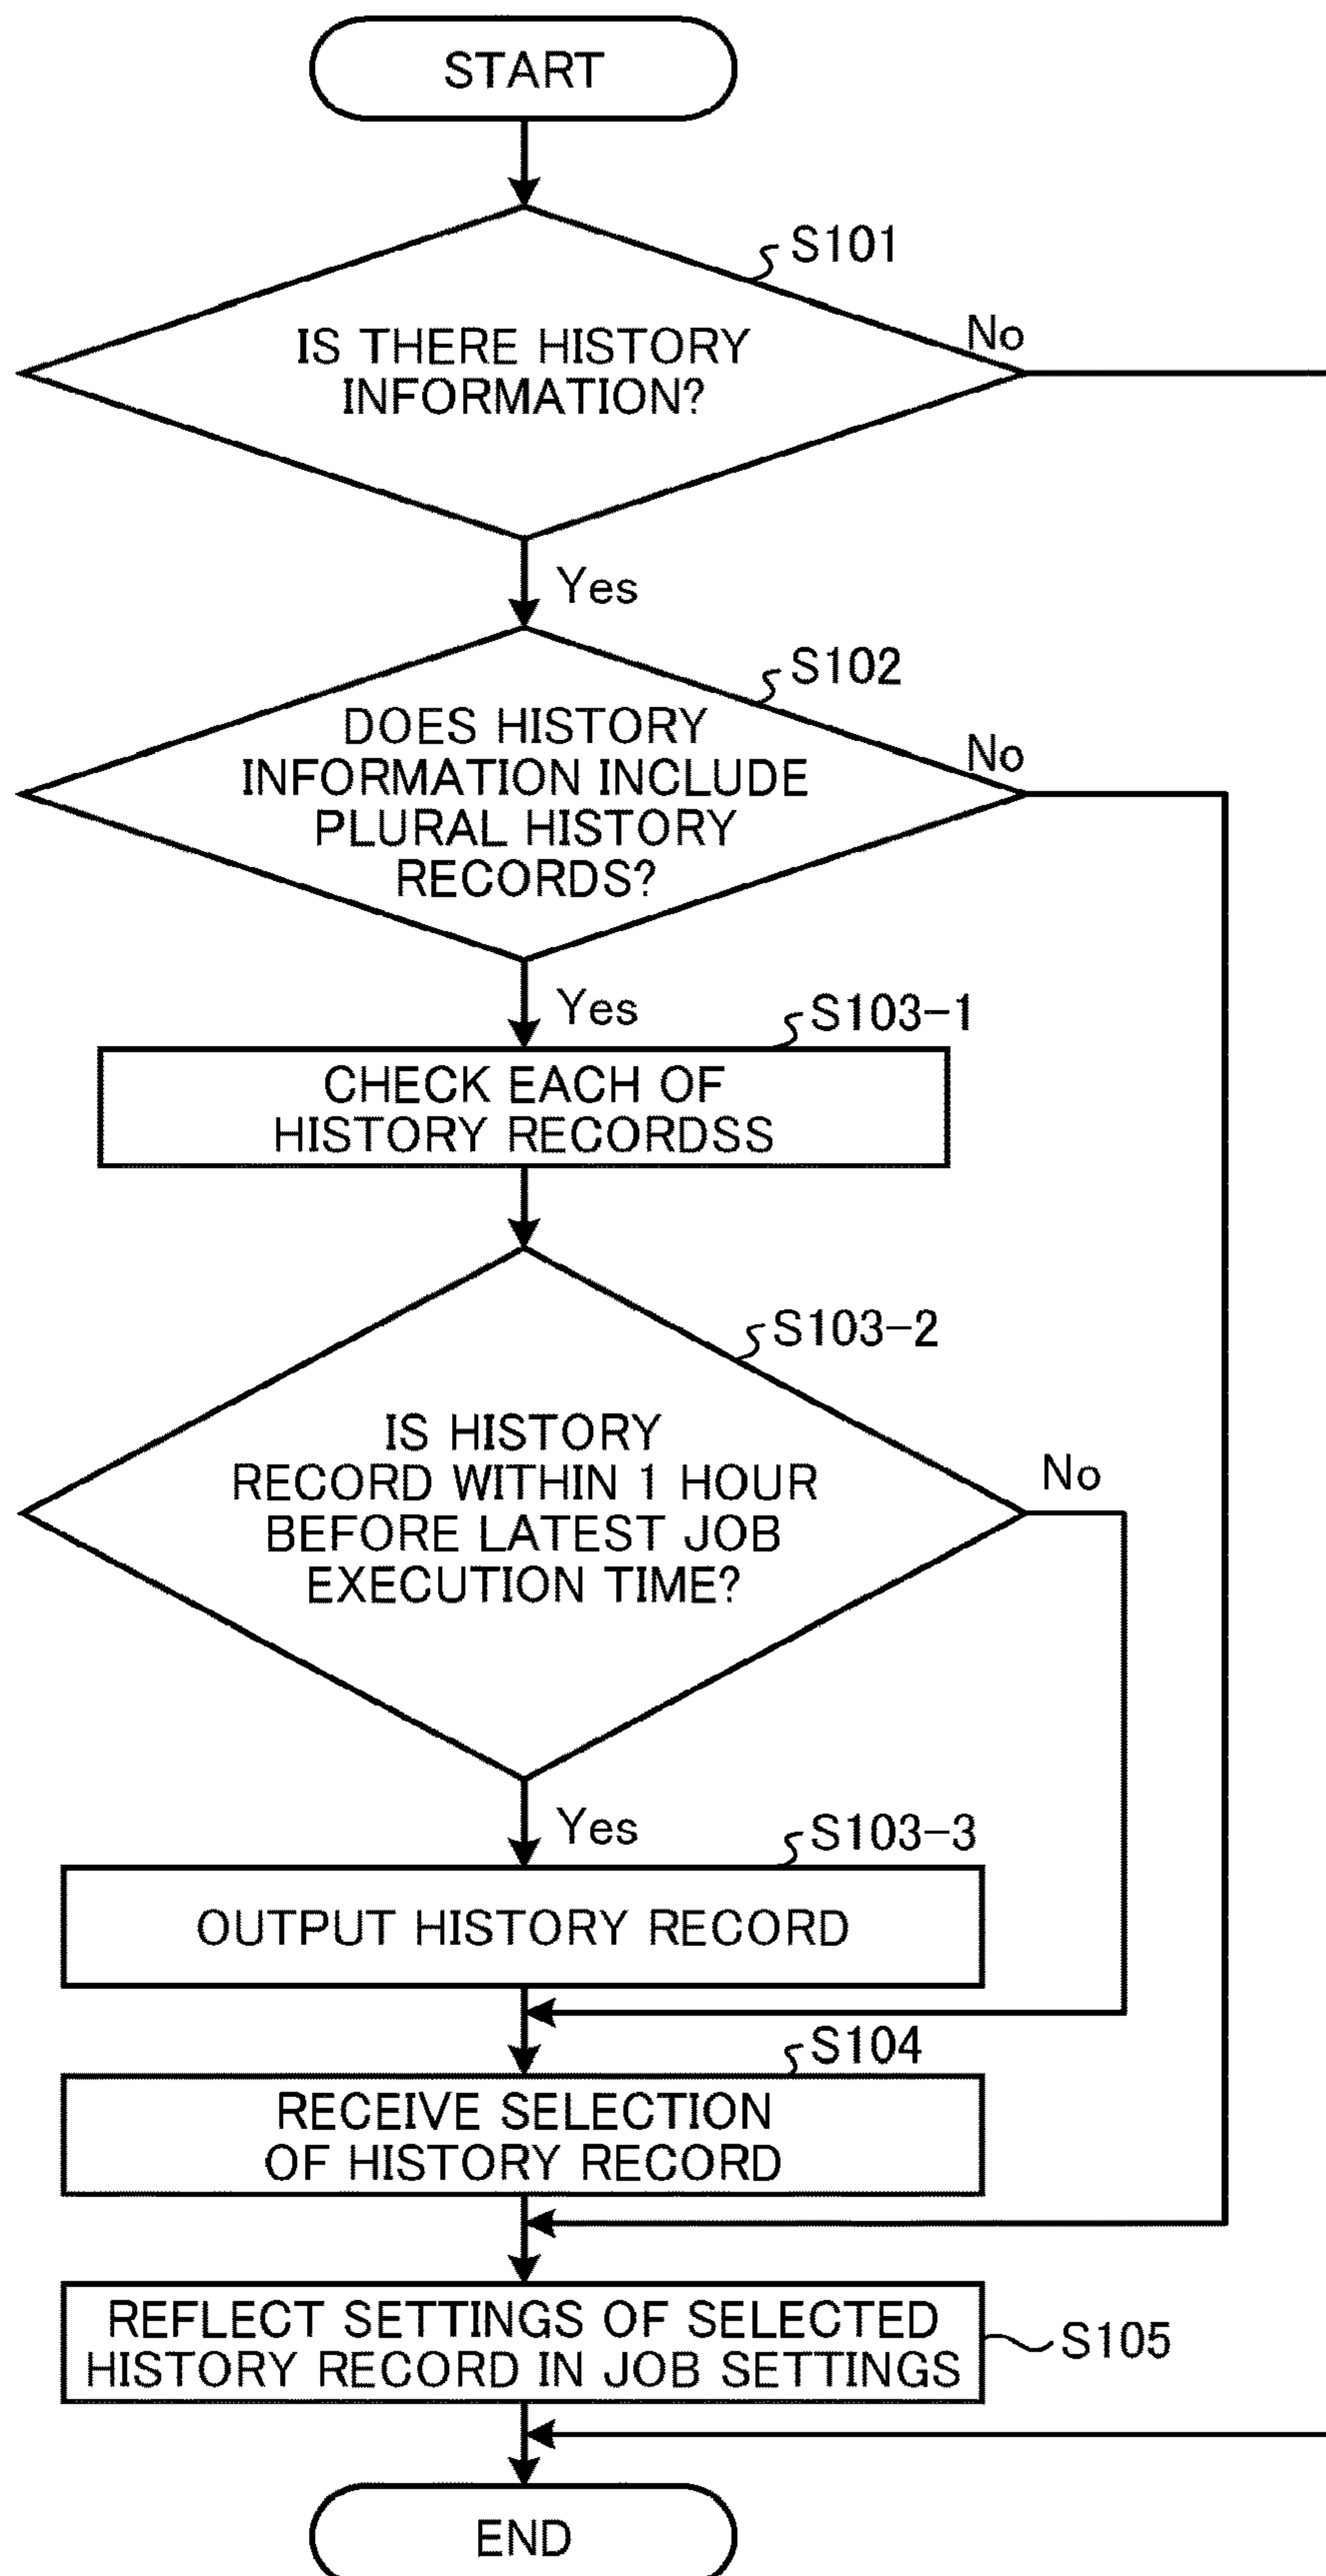 START
S101
IS THERE HISTORY
INFORMATION?
No
Yes
S102
DOES HISTORY
INFORMATION INCLUDE
PLURAL HISTORY
RECORDS?
No
Yes
S103-1
CHECK EACH OF
HISTORY RECORDSS
S103-2
IS HISTORY
RECORD WITHIN 1 HOUR
BEFORE LATEST JOB
EXECUTION TIME?
No
Yes
S103-3
OUTPUT HISTORY RECORD
S104
RECEIVE SELECTION
OF HISTORY RECORD
REFLECT SETTINGS OF SELECTED
HISTORY RECORD IN JOB SETTINGS
S105
END